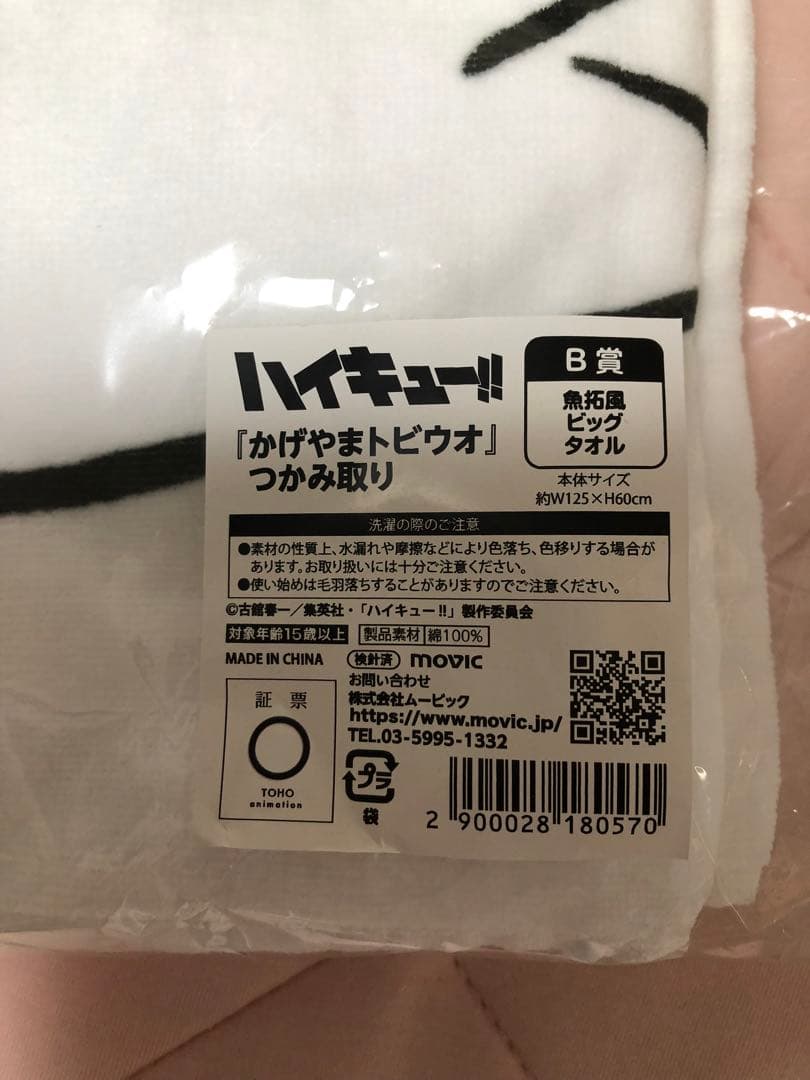 ハイキュー!!
『かげやまトビウオ』
つかみ取り
B賞
魚拓風
ビッグ
タオル
本体サイズ
約W125×H60cm
洗濯の際のご注意
●素材の性質上、水漏れや摩擦などにより色落ち、色移りする場合が
あります。お取り扱いには十分ご注意ください。
●使い始めは毛羽落ちすることがありますのでご注意ください。
©古舘春一／集英社・「ハイキュー!!」製作委員会
対象年齢15歳以上 製品素材 綿100%
MADE IN CHINA 検針済 movic
お問い合わせ
株式会社ムービック
https://www.movic.jp/
TEL.03-5995-1332
証票
TOHO
animation
プラ
袋
2 900028 180570